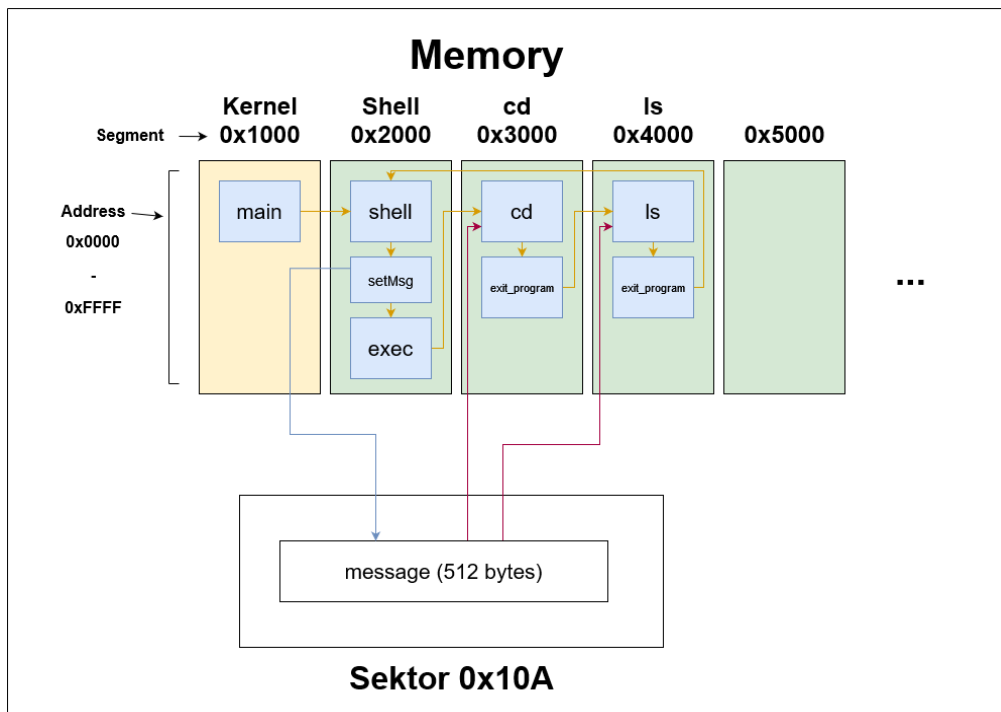 Memory
Kernel Shell cd ls
Segment 0x1000 0x2000 0x3000 0x4000 0x5000
Address
0x0000
-
0xFFFF
main shell cd ls
setMsg exit_program exit_program
exec
...
message (512 bytes)
Sektor 0x10A